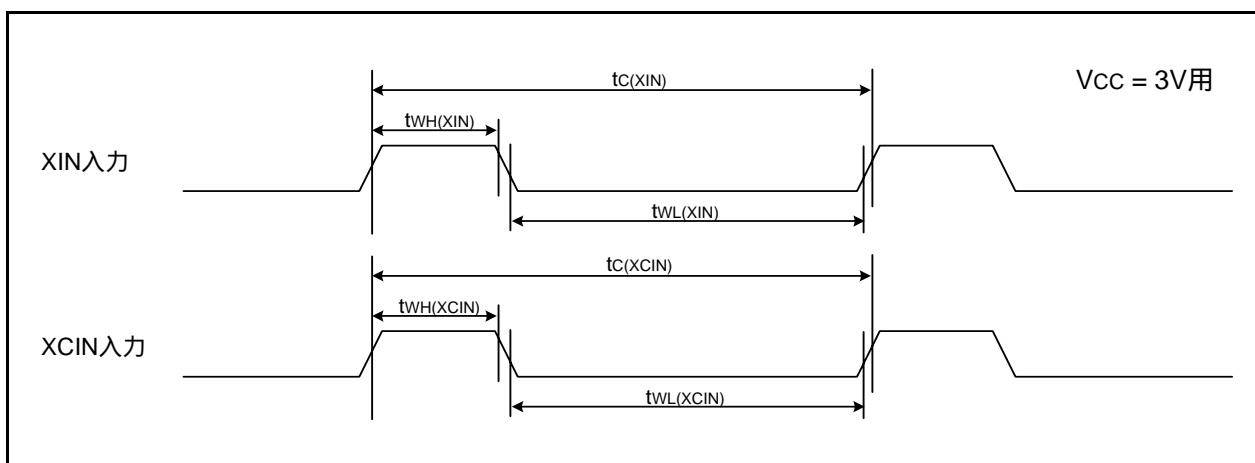 tC(XIN)
VCC = 3V用
tWH(XIN)
XIN入力
tWL(XIN)
tC(XCIN)
tWH(XCIN)
XCIN入力
tWL(XCIN)